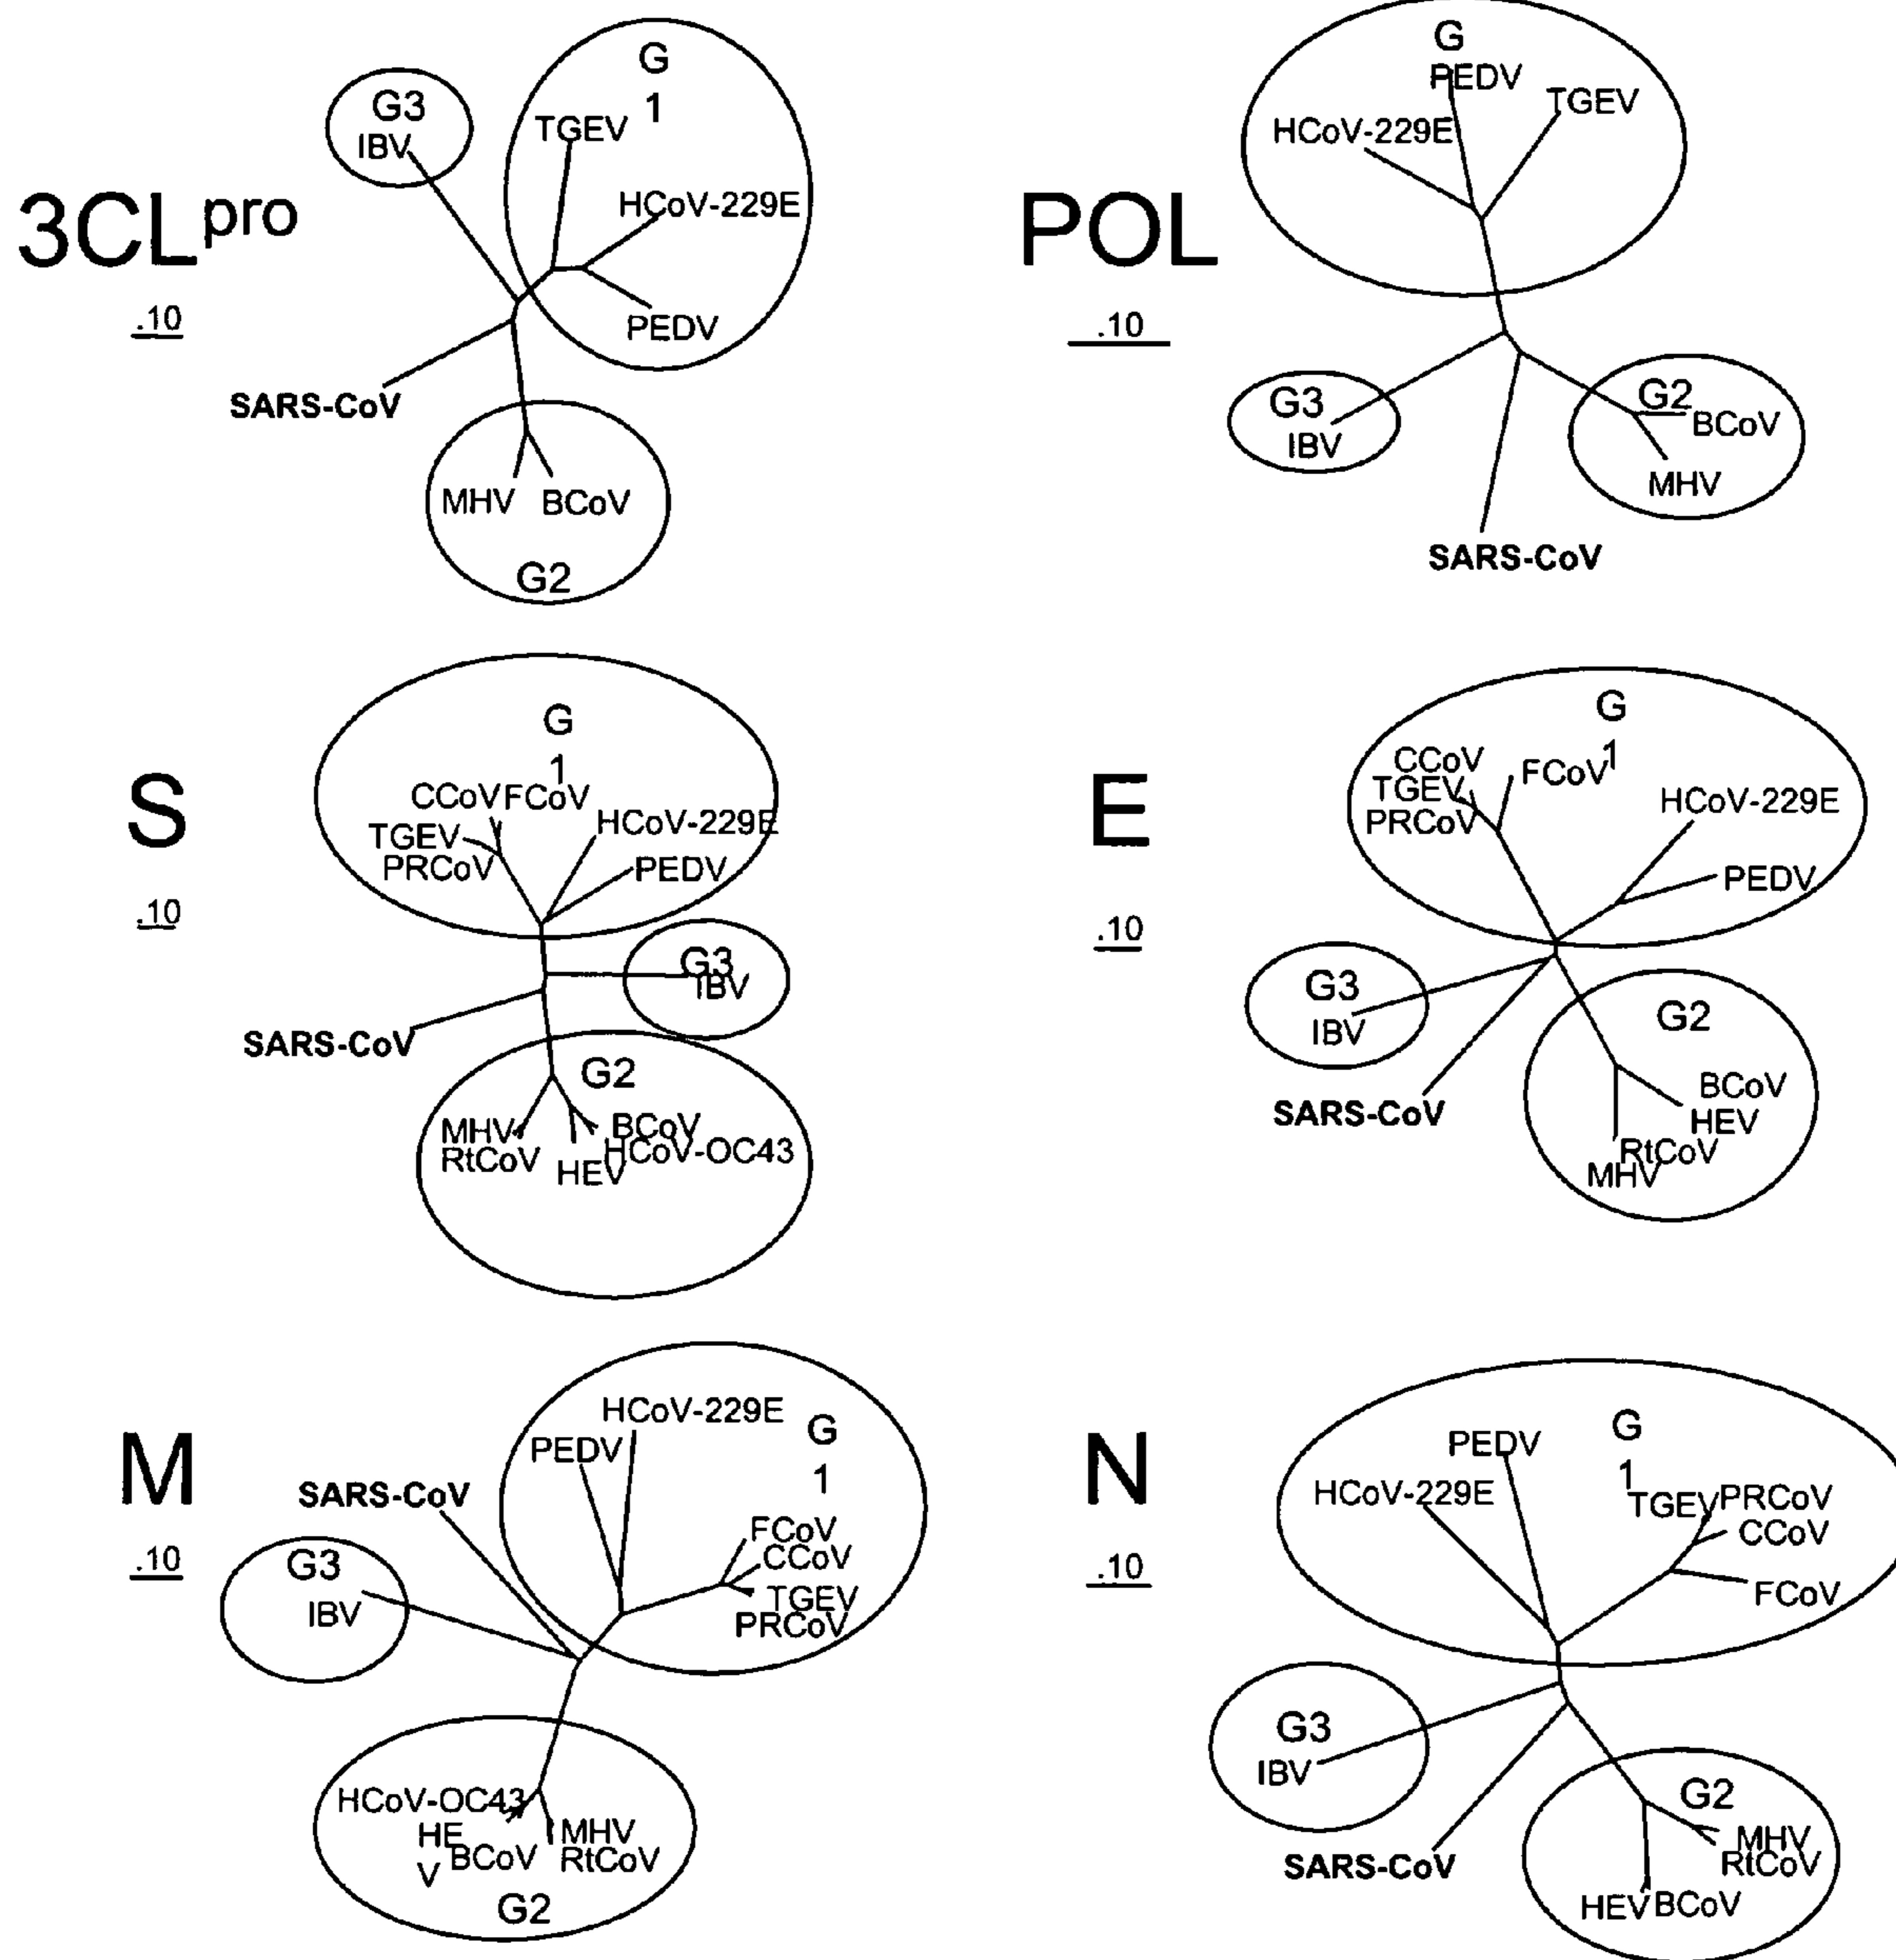 3CLpro
.10
G3
IBV
G
1
TGEV
HCoV-229E
PEDV
SARS-CoV
MHV
BCoV
G2
POL
.10
G
PEDV
TGEV
HCoV-229E
G3
IBV
G2
BCoV
MHV
SARS-CoV
S
.10
G
1
CCoV
FCoV
TGEV
PRCoV
HCoV-229E
PEDV
G3
IBV
SARS-CoV
G2
MHV
RtCoV
BCoV
HCoV-OC43
HEV
E
.10
G
1
CCoV
TGEV
PRCoV
FCoV
HCoV-229E
PEDV
G3
IBV
G2
SARS-CoV
BCoV
HEV
RtCoV
MHV
M
.10
HCoV-229E
G
1
PEDV
SARS-CoV
FCoV
CCoV
TGEV
PRCoV
G3
IBV
HCoV-OC43
HE
V
BCoV
MHV
RtCoV
G2
N
.10
G
1
PEDV
HCoV-229E
TGEV
PRCoV
CCoV
FCoV
G3
IBV
G2
SARS-CoV
MHV
RtCoV
HEV
BCoV